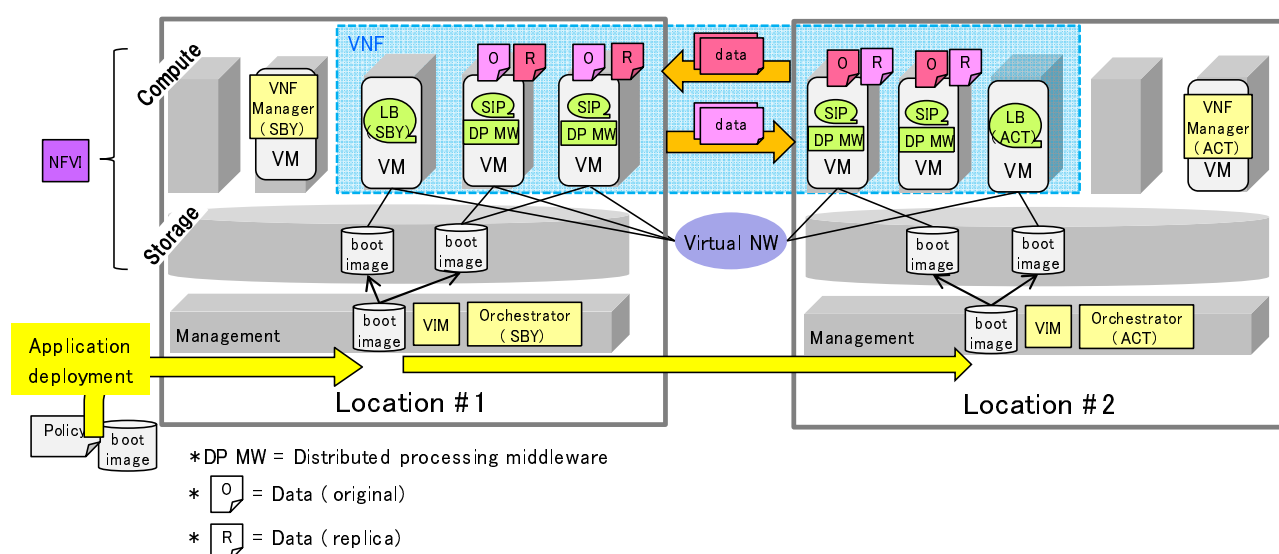 VNF
Compute
NFVI
Storage
VNF
Manager
(SBY)
VM
LB
(SBY)
VM
O
R
SIP
DP MW
VM
O
R
SIP
DP MW
VM
data
data
O
R
SIP
DP MW
VM
O
R
SIP
DP MW
VM
LB
(ACT)
VM
VNF
Manager
(ACT)
VM
boot
image
boot
image
Virtual NW
boot
image
boot
image
Management
boot
image
VIM
Orchestrator
(SBY)
Management
boot
image
VIM
Orchestrator
(ACT)
Application
deployment
Location #1
Location #2
Policy
boot
image
*DP MW = Distributed processing middleware
* O = Data (original)
* R = Data (replica)